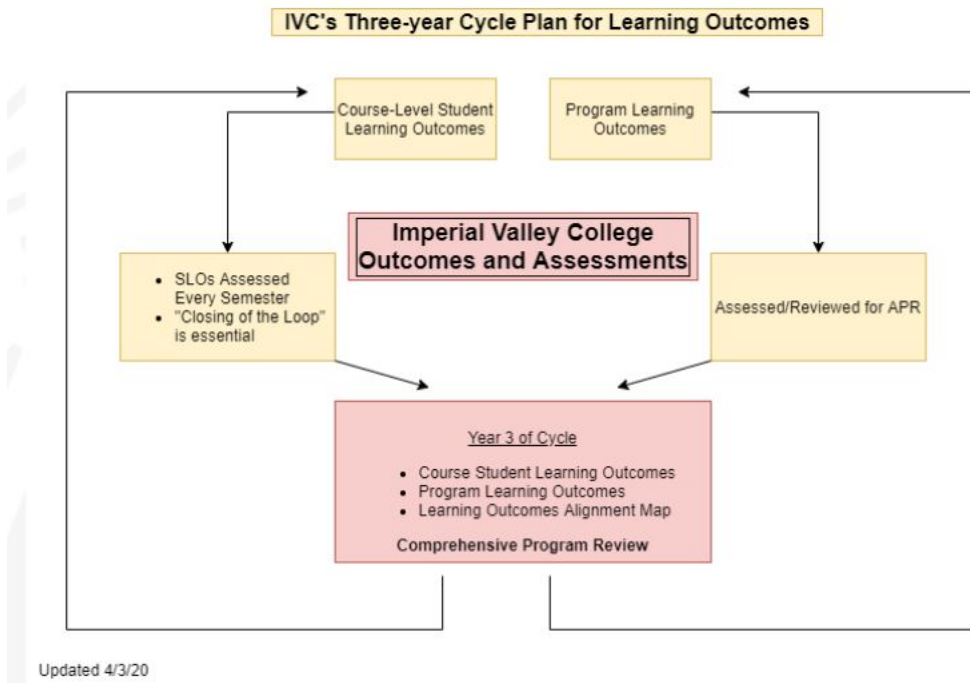 IVC's Three-year Cycle Plan for Learning Outcomes
Course-Level Student
Learning Outcomes
Program Learning
Outcomes
Imperial Valley College
Outcomes and Assessments
• SLOs Assessed
Every Semester
• "Closing of the Loop"
is essential
Assessed/Reviewed for APR
Year 3 of Cycle
• Course Student Learning Outcomes
• Program Learning Outcomes
• Learning Outcomes Alignment Map
Comprehensive Program Review
Updated 4/3/20